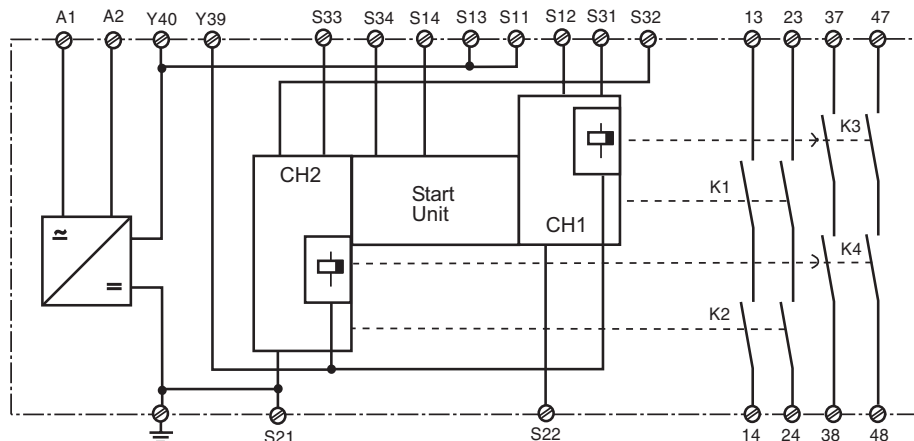 A1 A2 Y40 Y39 S33 S34 S14 S13 S11 S12 S31 S32 13 23 37 47
K3
CH2
Start
Unit
K1
CH1
K4
K2
S21 S22 14 24 38 48